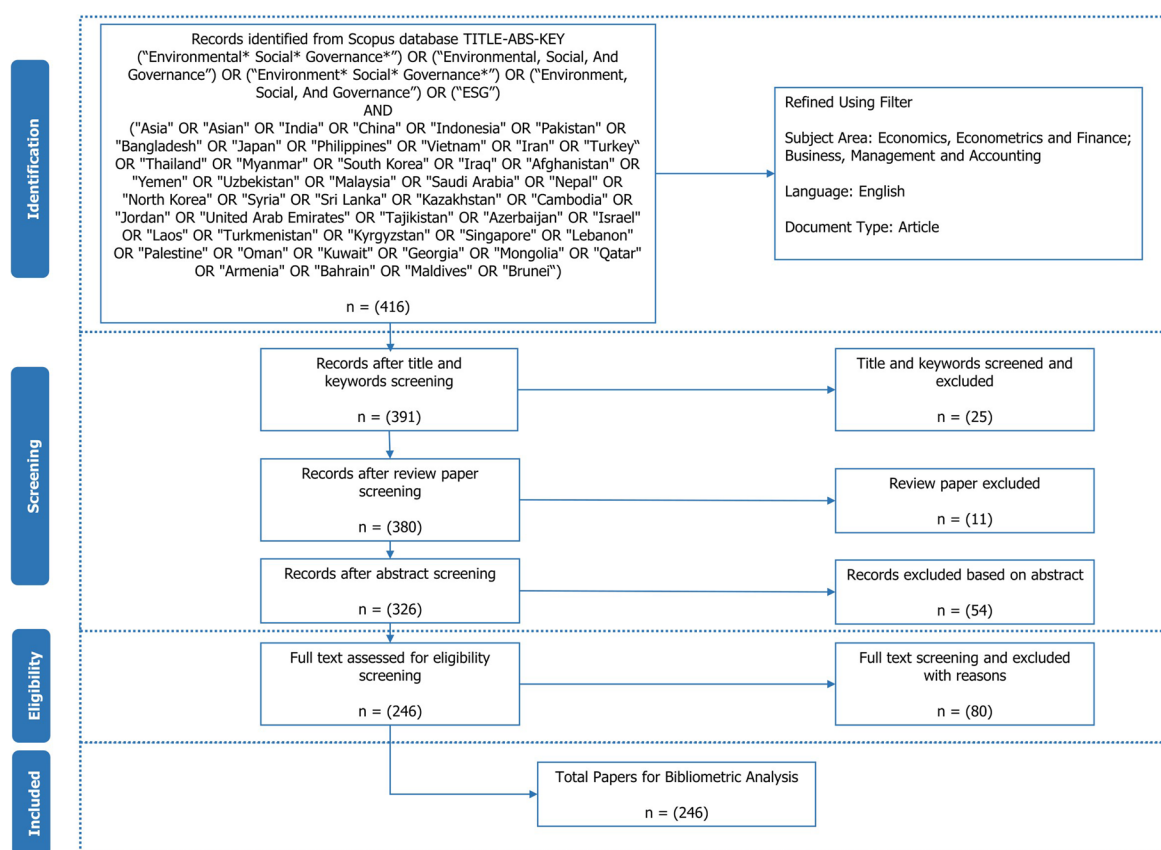 Identification
Records identified from Scopus database TITLE-ABS-KEY
(“Environmental* Social* Governance*”) OR (“Environmental, Social, And
Governance”) OR (“Environment* Social* Governance*”) OR (“Environment,
Social, And Governance”) OR (“ESG”)
AND
("Asia" OR "Asian" OR "India" OR "China" OR "Indonesia" OR "Pakistan" OR
"Bangladesh" OR "Japan" OR "Philippines" OR "Vietnam" OR "Iran" OR "Turkey“
OR "Thailand" OR "Myanmar" OR "South Korea" OR "Iraq" OR "Afghanistan" OR
"Yemen" OR "Uzbekistan" OR "Malaysia" OR "Saudi Arabia" OR "Nepal" OR
"North Korea" OR "Syria" OR "Sri Lanka" OR "Kazakhstan" OR "Cambodia" OR
"Jordan" OR "United Arab Emirates" OR "Tajikistan" OR "Azerbaijan" OR "Israel"
OR "Laos" OR "Turkmenistan" OR "Kyrgyzstan" OR "Singapore" OR "Lebanon"
OR "Palestine" OR "Oman" OR "Kuwait" OR "Georgia" OR "Mongolia" OR "Qatar"
OR "Armenia" OR "Bahrain" OR "Maldives" OR "Brunei“)
n = (416)
Refined Using Filter
Subject Area: Economics, Econometrics and Finance;
Business, Management and Accounting
Language: English
Document Type: Article
Screening
Records after title and
keywords screening
n = (391)
Title and keywords screened and
excluded
n = (25)
Records after review paper
screening
n = (380)
Review paper excluded
n = (11)
Records after abstract screening
n = (326)
Records excluded based on abstract
n = (54)
Eligibility
Full text assessed for eligibility
screening
n = (246)
Full text screening and excluded
with reasons
n = (80)
Included
Total Papers for Bibliometric Analysis
n = (246)